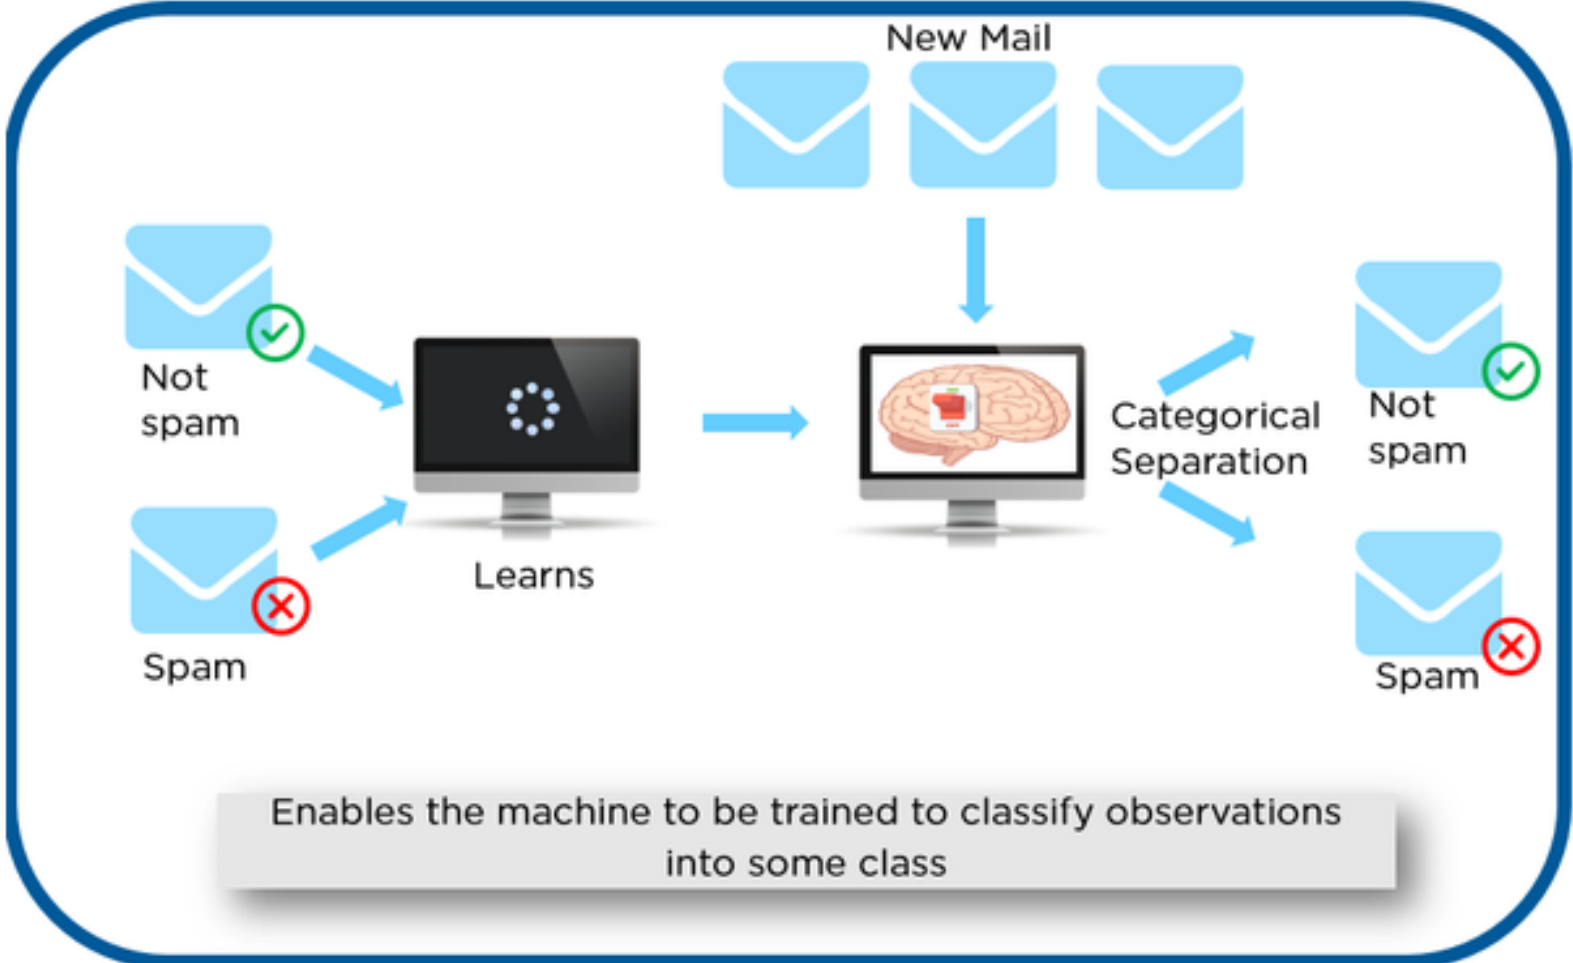 New Mail
Not
spam
Spam
Learns
Categorical
Separation
Not
spam
Spam
Enables the machine to be trained to classify observations
into some class